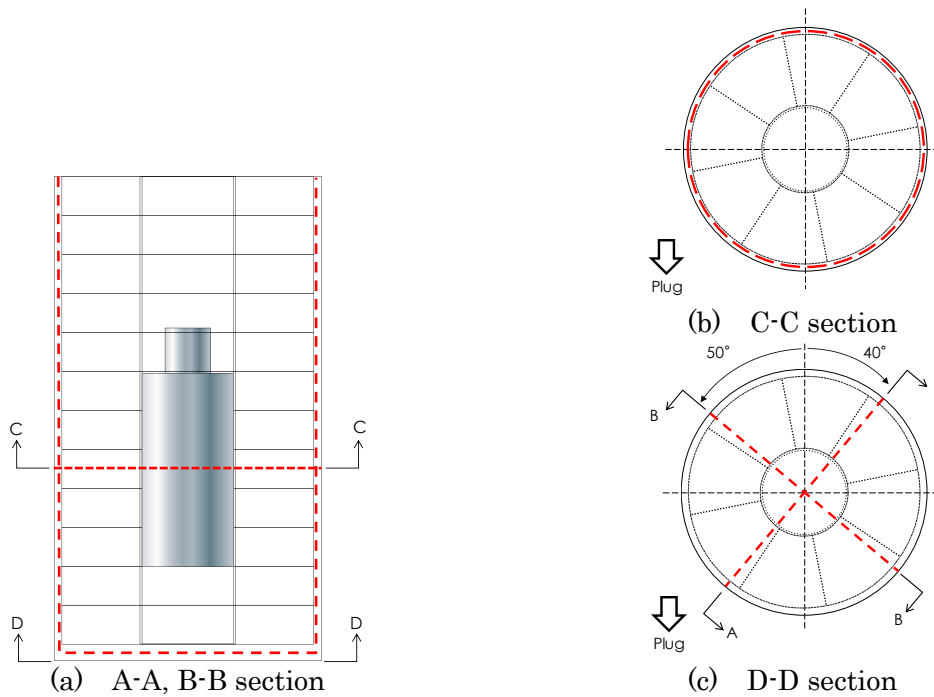 C
C
D
D
(a) A-A, B-B section
Plug
(b) C-C section
50°
40°
B
A
B
Plug
(c) D-D section